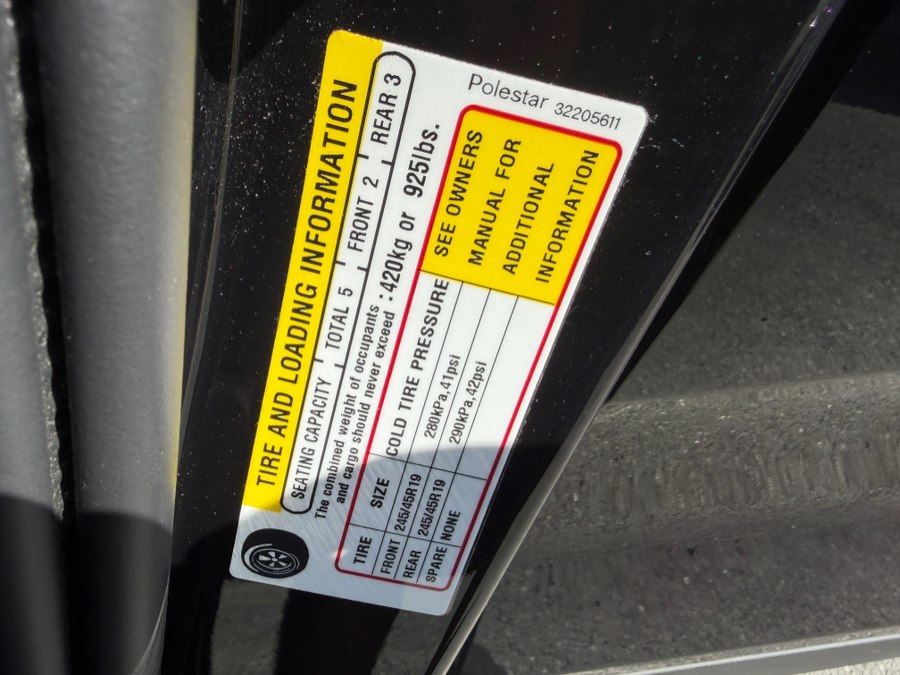 Polestar 32205611
TIRE AND LOADING INFORMATION
SEATING CAPACITY TOTAL 5 FRONT 2 REAR 3
The combined weight of occupants
and cargo should never exceed : 420kg or 925lbs.
TIRE SIZE COLD TIRE PRESSURE
FRONT 245/45R19 280kPa,41psi
REAR 245/45R19 290kPa,42psi
SPARE NONE
SEE OWNERS
MANUAL FOR
ADDITIONAL
INFORMATION